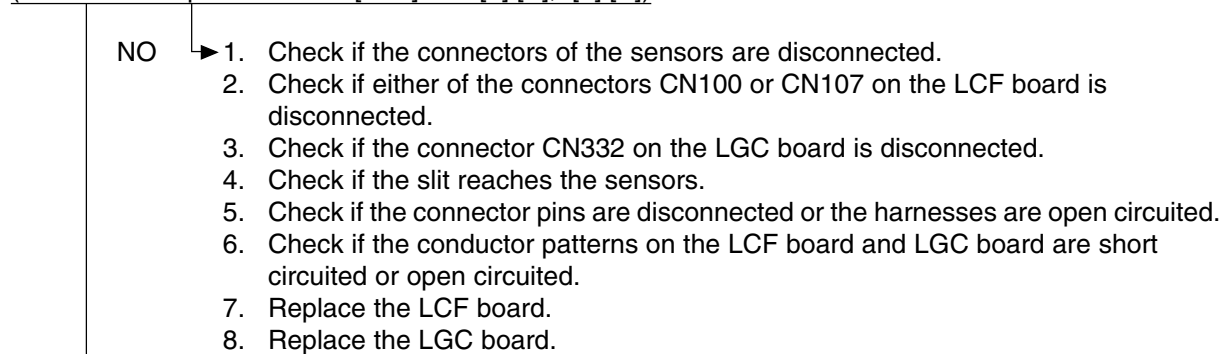 NO 1. Check if the connectors of the sensors are disconnected.
2. Check if either of the connectors CN100 or CN107 on the LCF board is
disconnected.
3. Check if the connector CN332 on the LGC board is disconnected.
4. Check if the slit reaches the sensors.
5. Check if the connector pins are disconnected or the harnesses are open circuited.
6. Check if the conductor patterns on the LCF board and LGC board are short
circuited or open circuited.
7. Replace the LCF board.
8. Replace the LGC board.